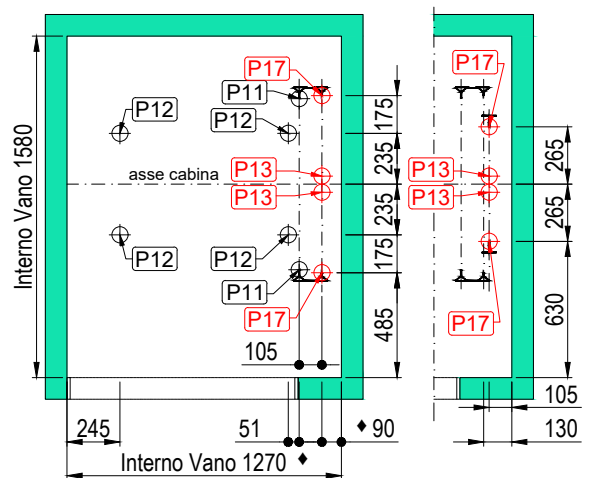 P17
P11
P12
P12
P13
asse cabina
P13
P12
P12
P11
P17
175
235
235
175
485
105
245
51
♦ 90
Interno Vano 1270 ♦
Interno Vano 1580
P17
P13
P13
P17
265
265
630
105
130